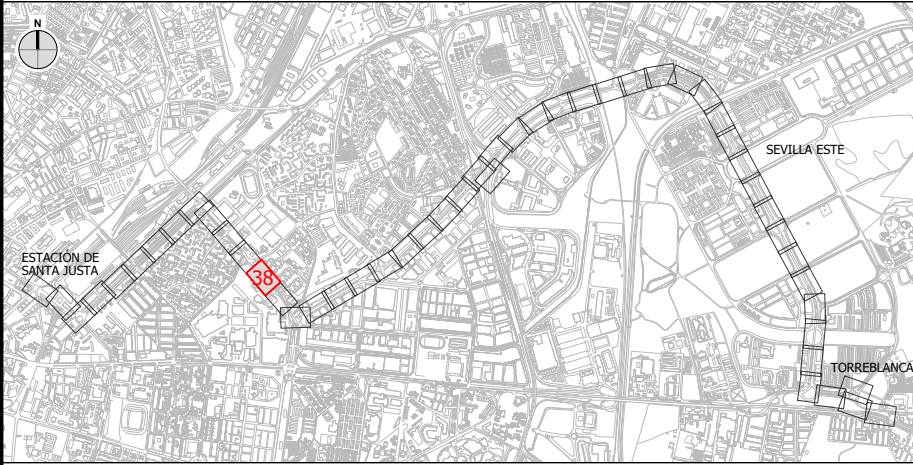 N
SEVILLA ESTE
ESTACIÓN DE
SANTA JUSTA
38
TORREBLANCA